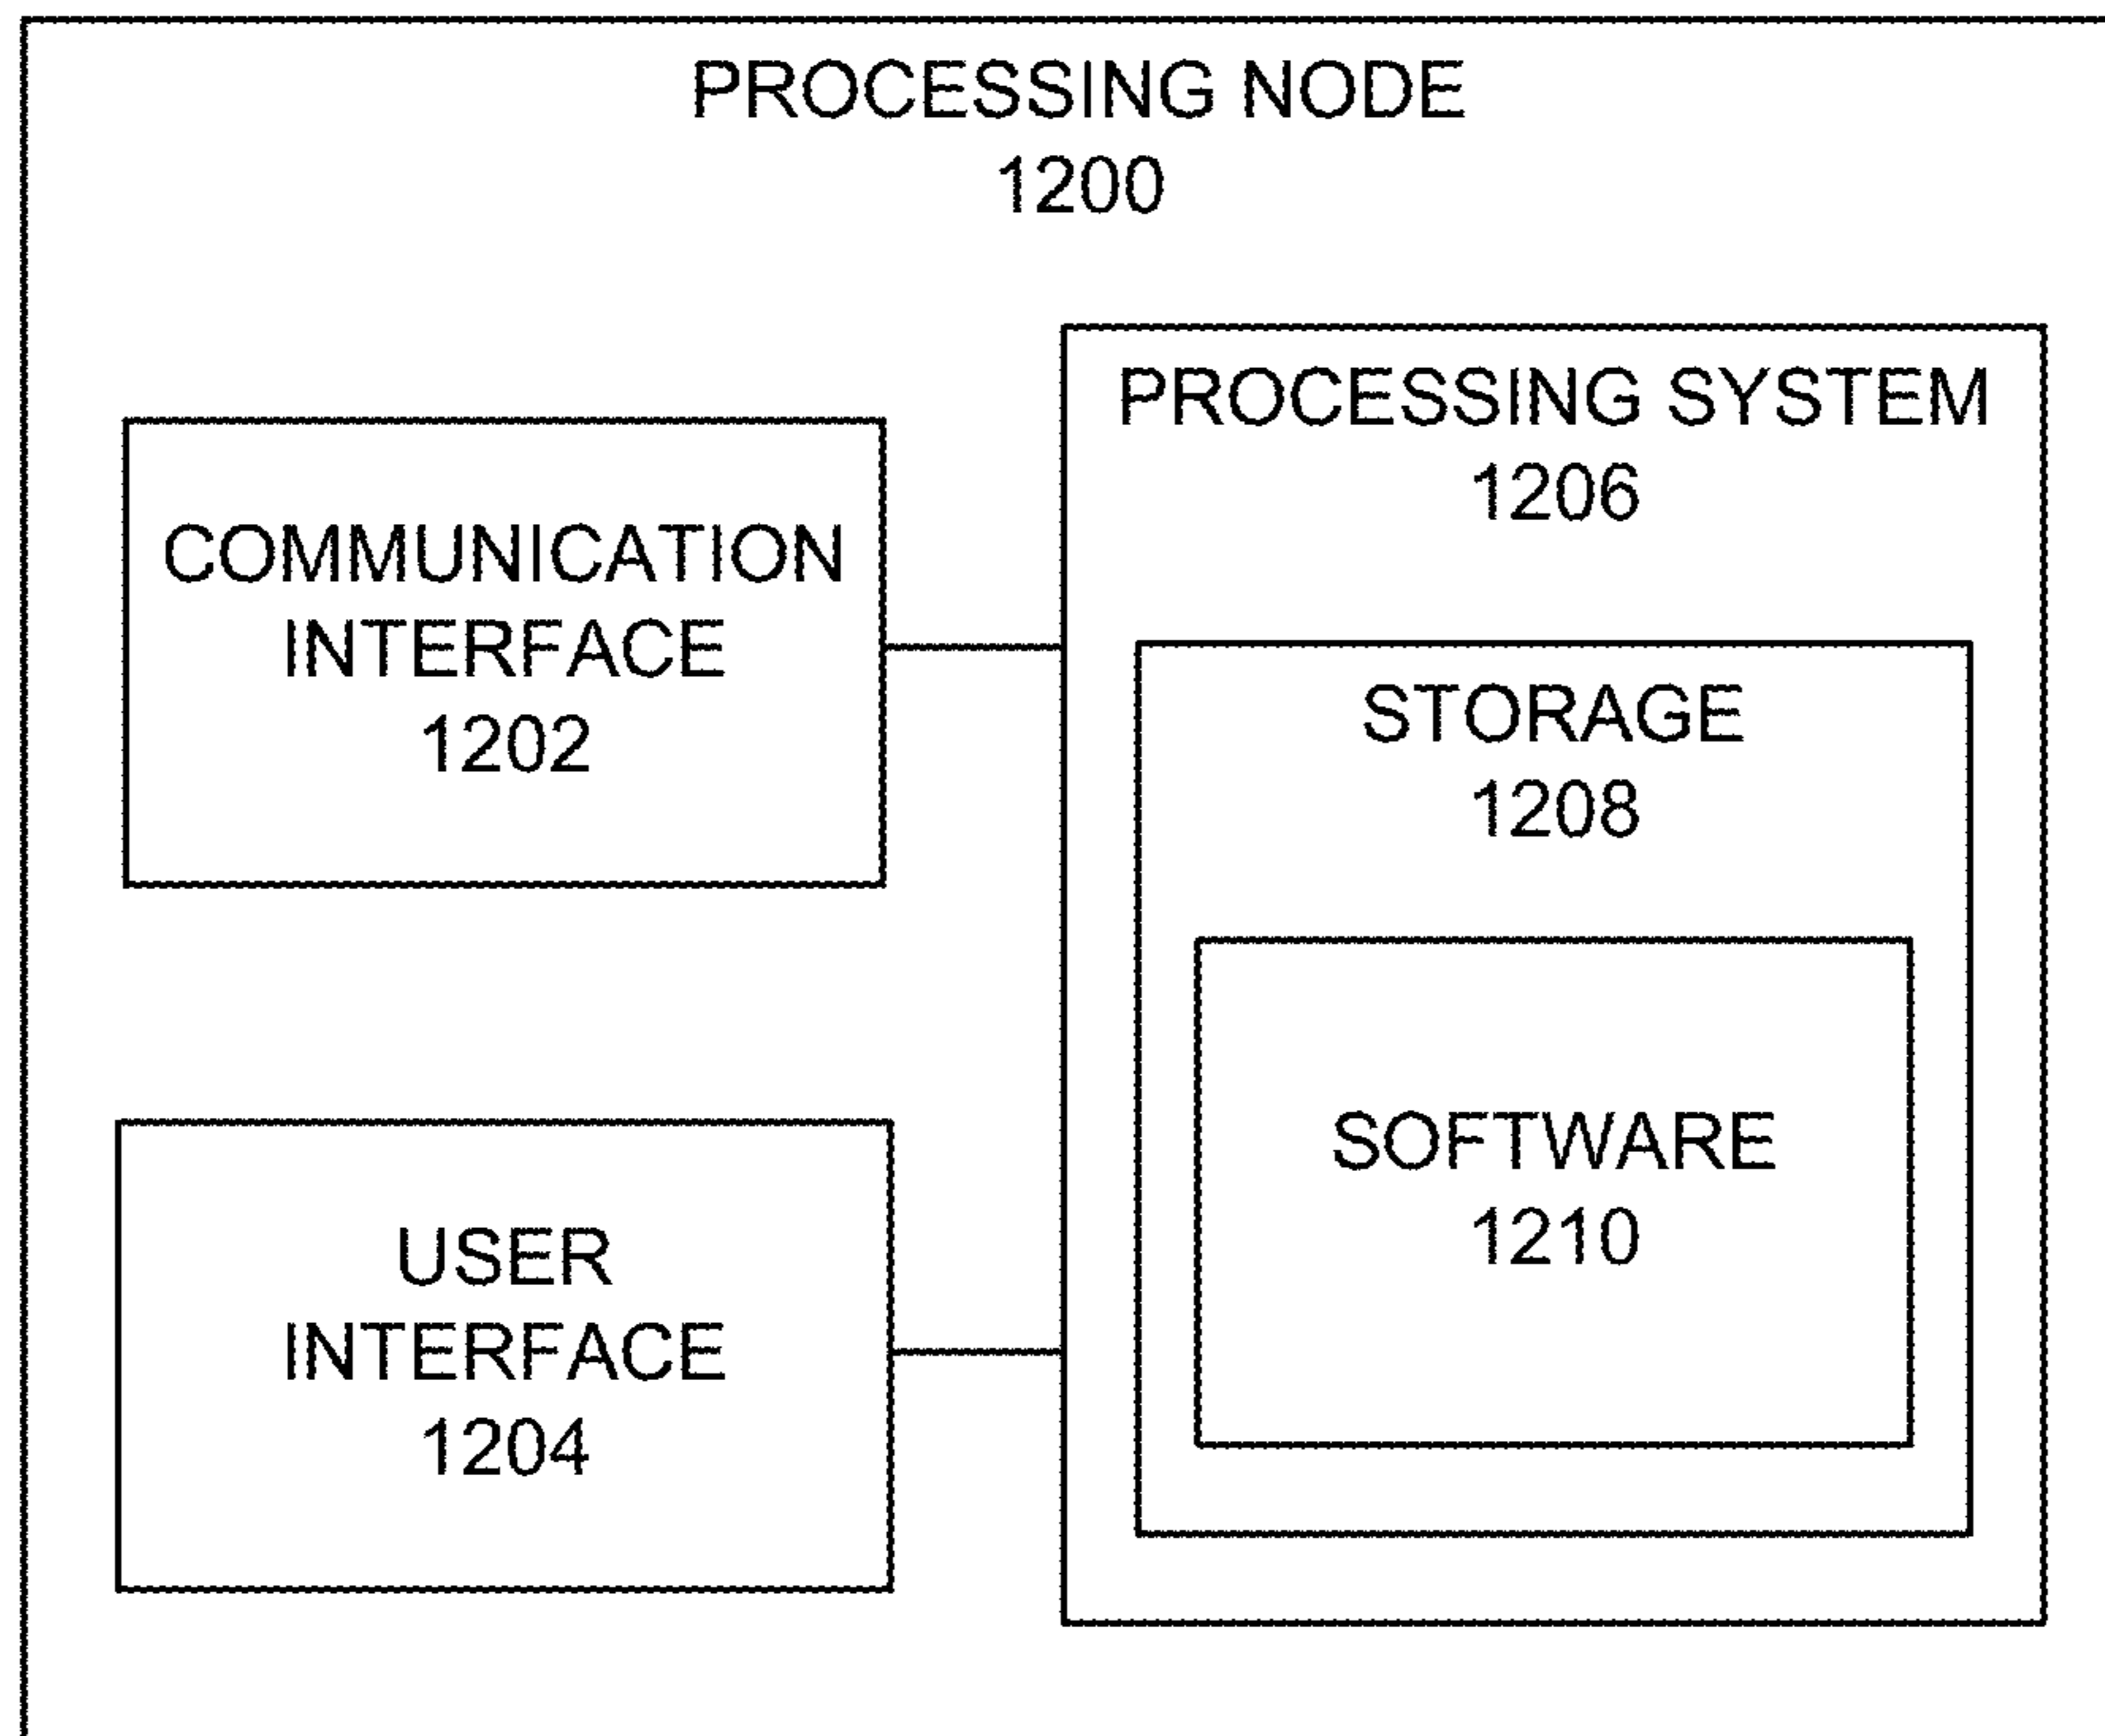 PROCESSING NODE
1200
PROCESSING SYSTEM
1206
COMMUNICATION
INTERFACE
1202
STORAGE
1208
SOFTWARE
1210
USER
INTERFACE
1204